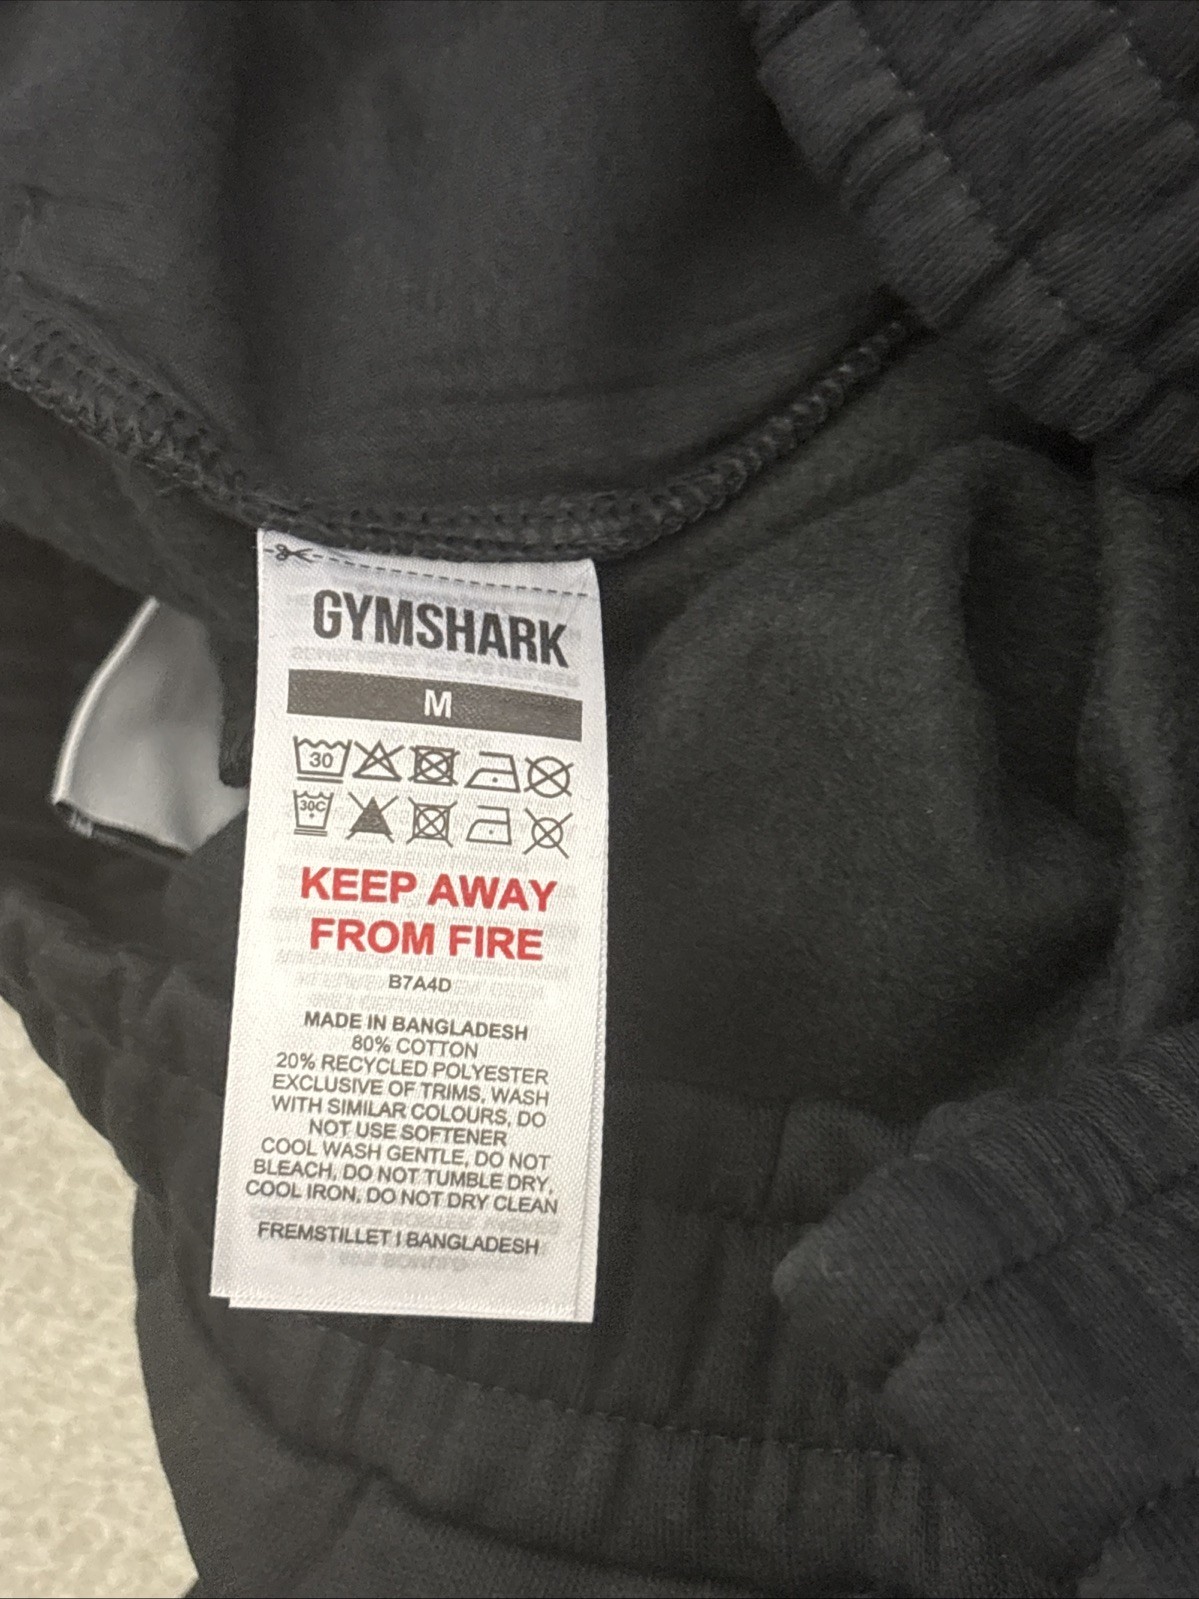 GYMSHARK
M
30
30C
KEEP AWAY
FROM FIRE
B7A4D
MADE IN BANGLADESH
80% COTTON
20% RECYCLED POLYESTER
EXCLUSIVE OF TRIMS, WASH
WITH SIMILAR COLOURS, DO
NOT USE SOFTENER
COOL WASH GENTLE, DO NOT
BLEACH, DO NOT TUMBLE DRY,
COOL IRON, DO NOT DRY CLEAN
FREMSTILLET I BANGLADESH